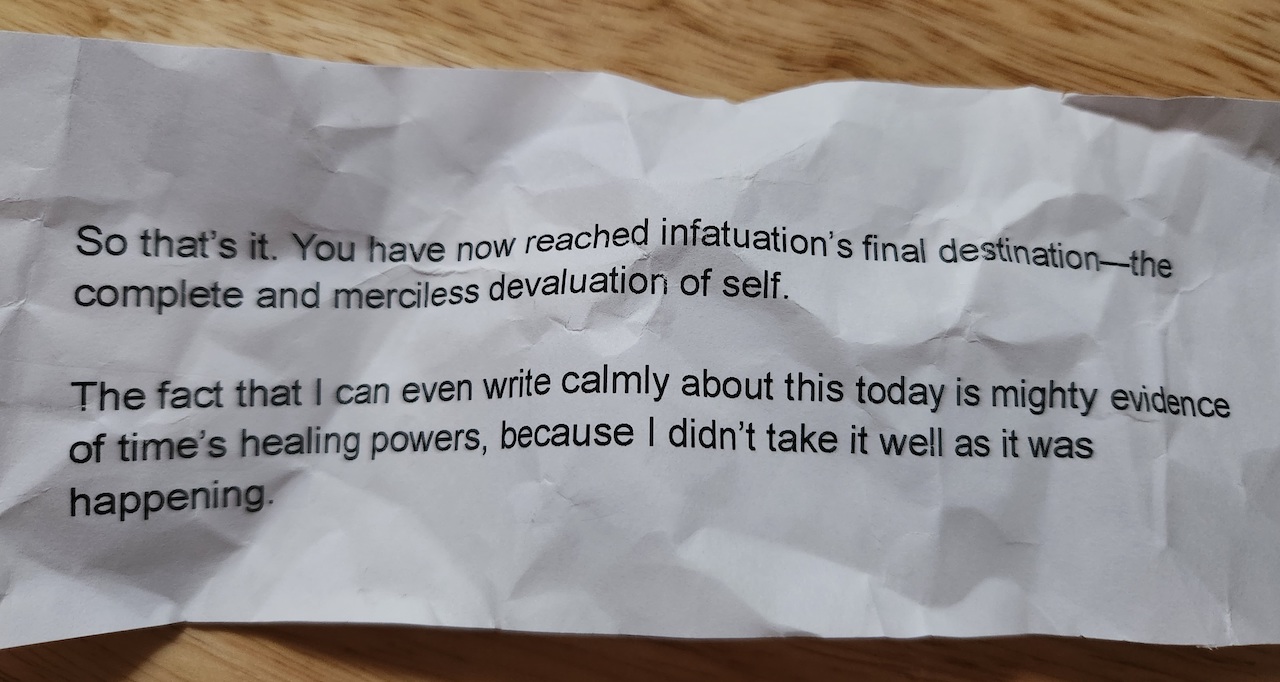 So that's it. You have now reached infatuation's final destination—the
complete and merciless devaluation of self.
The fact that I can even write calmly about this today is mighty evidence
of time's healing powers, because I didn't take it well as it was
happening.